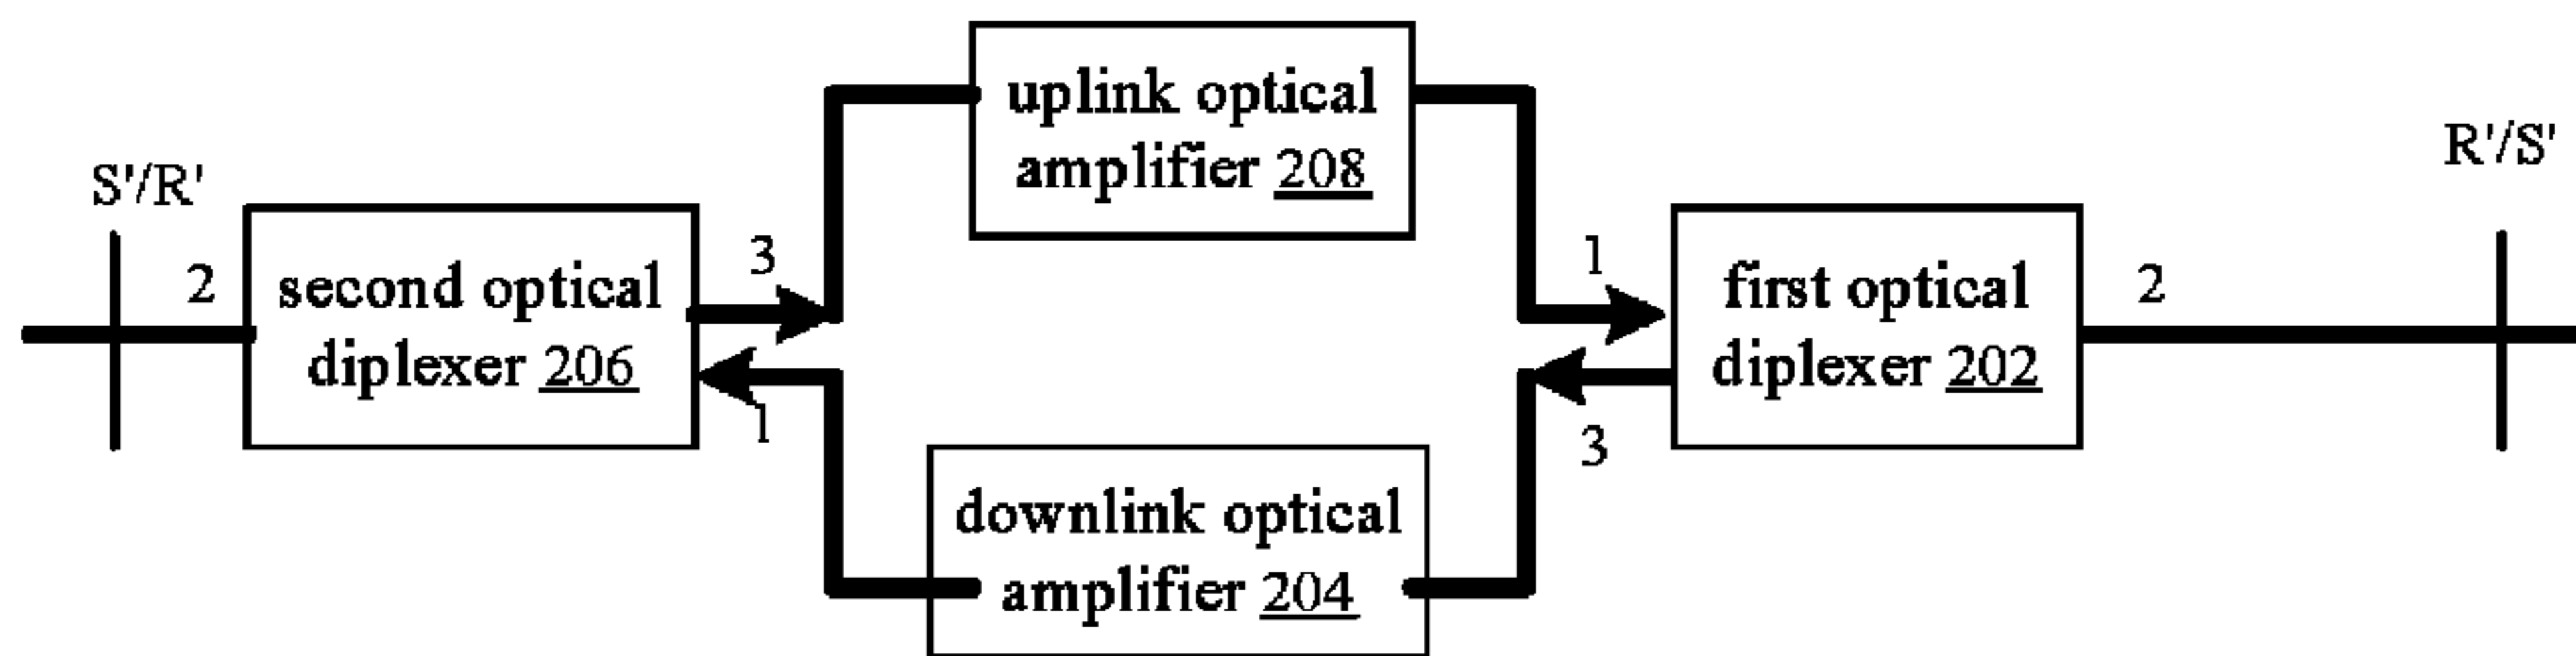 uplink optical
amplifier 208
S'/R'
R'/S'
2
second optical
diplexer 206
3
1
1
3
first optical
diplexer 202
2
downlink optical
amplifier 204